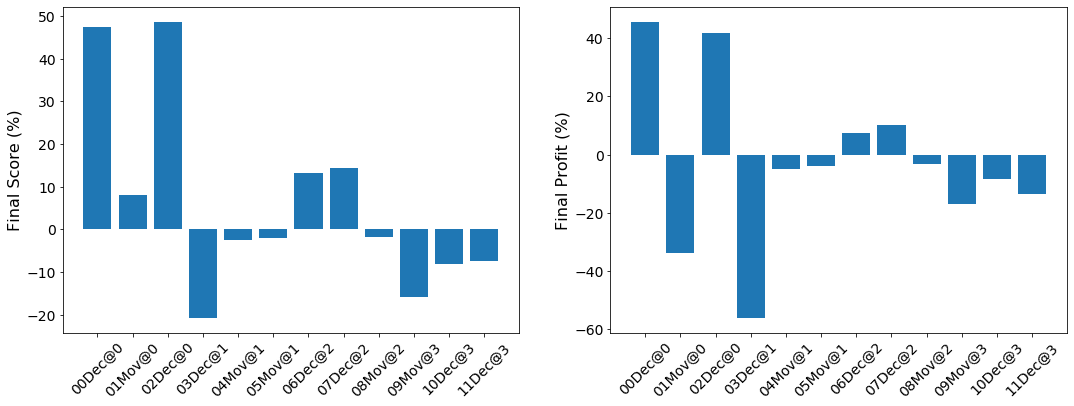 Final Score (%)
50
40
30
20
10
0
−10
−20
00Dec@0
01Mov@0
02Dec@0
03Dec@1
04Mov@1
05Mov@1
06Dec@2
07Dec@2
08Mov@2
09Mov@3
10Dec@3
11Dec@3
Final Profit (%)
40
20
0
−20
−40
−60
00Dec@0
01Mov@0
02Dec@0
03Dec@1
04Mov@1
05Mov@1
06Dec@2
07Dec@2
08Mov@2
09Mov@3
10Dec@3
11Dec@3